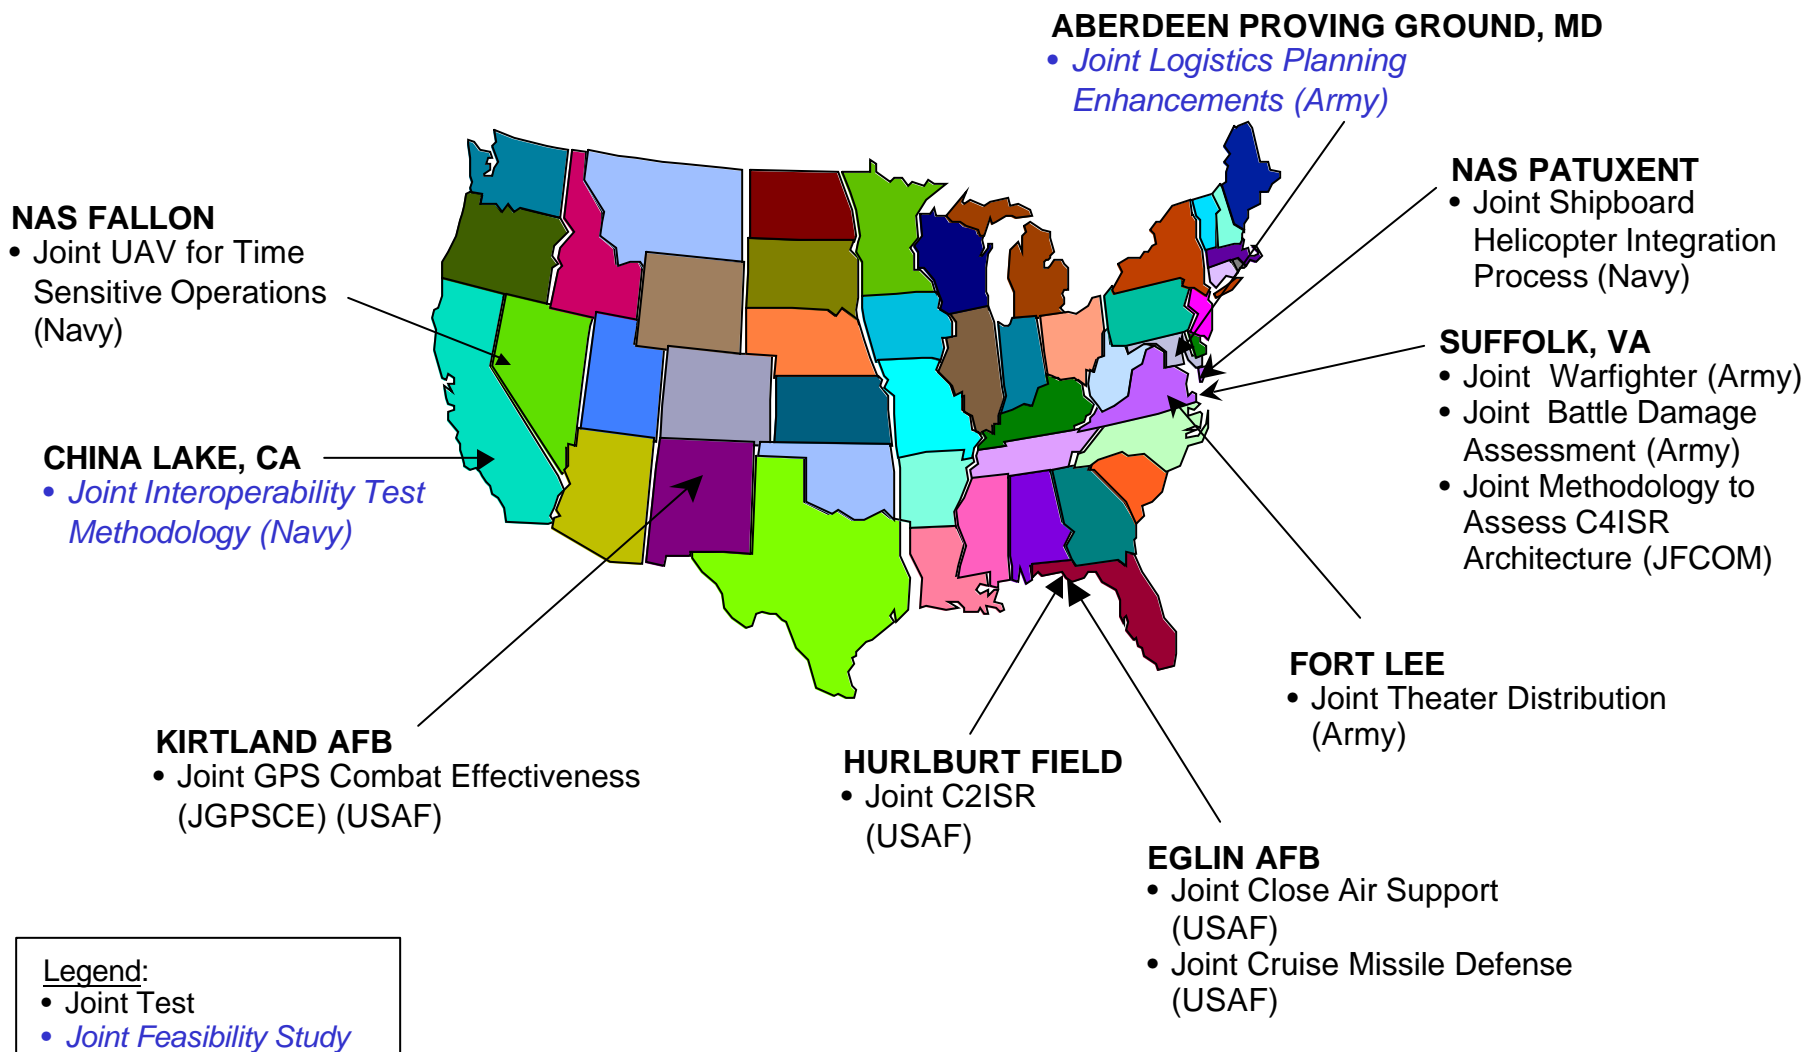 ABERDEEN PROVING GROUND, MD
• Joint Logistics Planning
Enhancements (Army)
NAS PATUXENT
• Joint Shipboard
Helicopter Integration
Process (Navy)
NAS FALLON
• Joint UAV for Time
Sensitive Operations
(Navy)
SUFFOLK, VA
• Joint  Warfighter (Army)
• Joint  Battle Damage
Assessment (Army)
• Joint Methodology to
Assess C4ISR
Architecture (JFCOM)
CHINA LAKE, CA
• Joint Interoperability Test
Methodology (Navy)
FORT LEE
• Joint Theater Distribution
(Army)
KIRTLAND AFB
• Joint GPS Combat Effectiveness
(JGPSCE) (USAF)
HURLBURT FIELD
• Joint C2ISR
(USAF)
EGLIN AFB
• Joint Close Air Support
(USAF)
• Joint Cruise Missile Defense
(USAF)
Legend:
• Joint Test
• Joint Feasibility Study